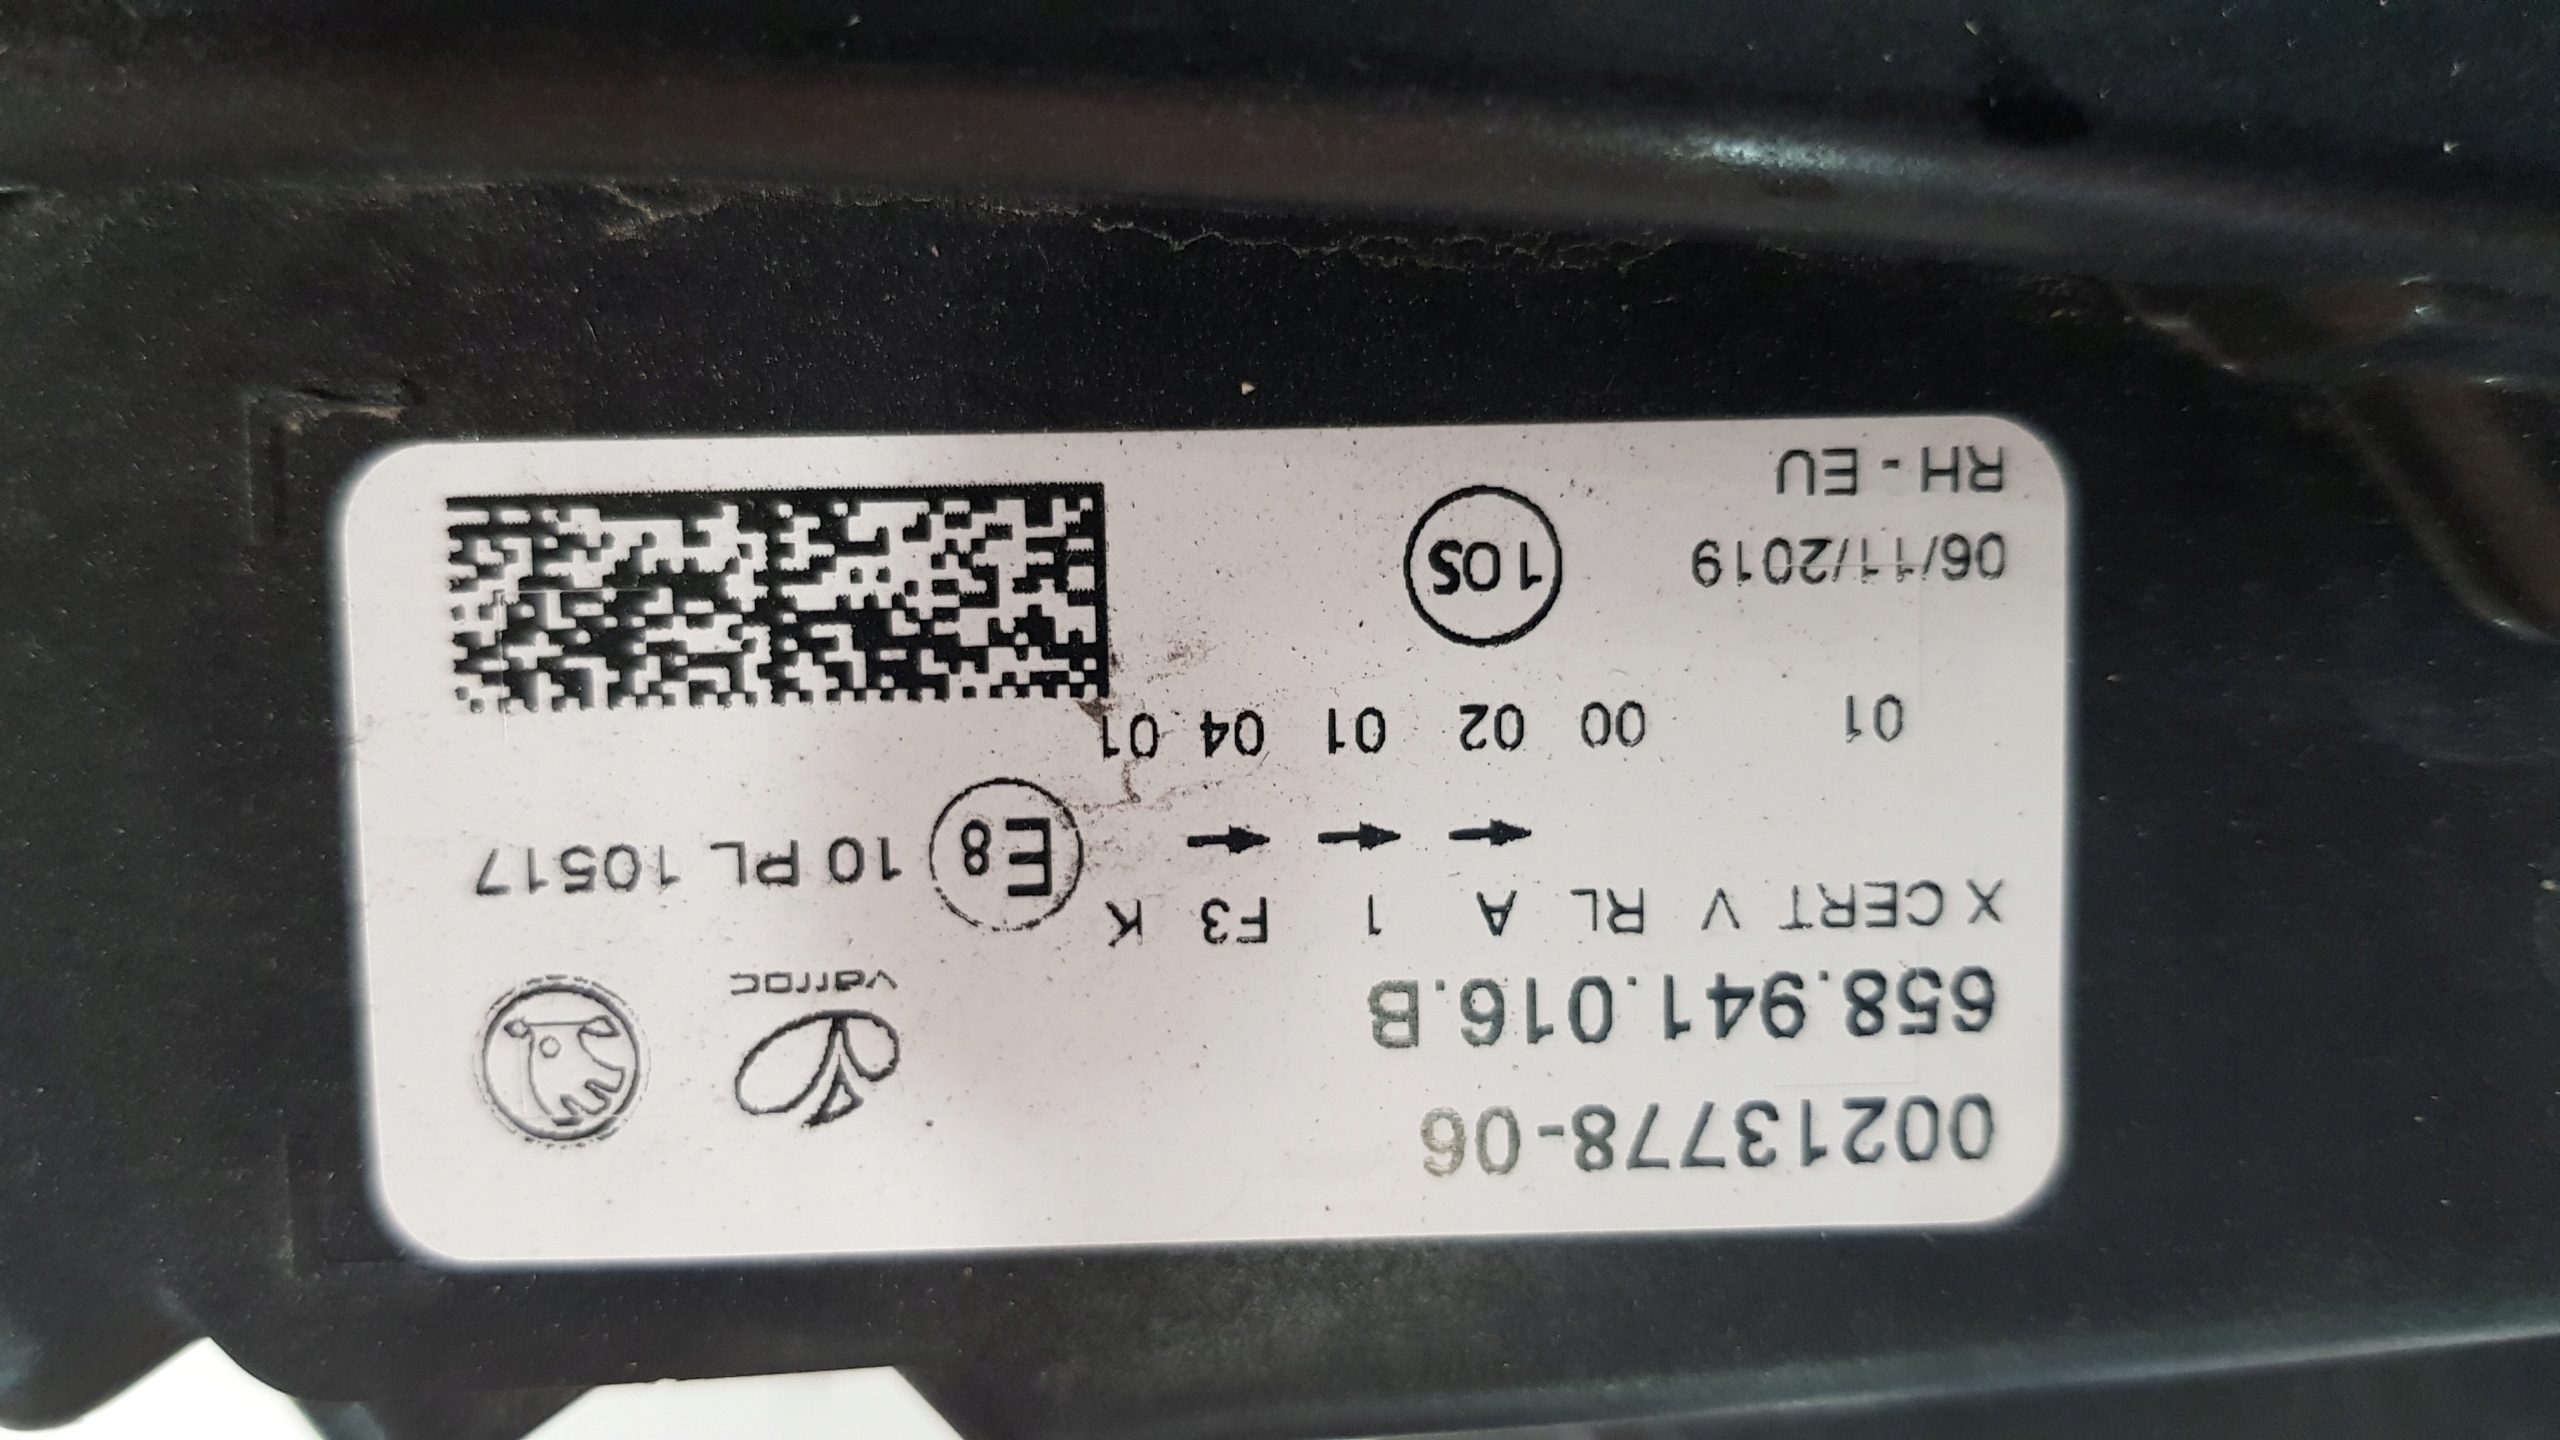 00213778-06
658.941.016.B
varroc
X CERT V RL A 1 F3 K
E8 10 PL 10517
01 00 02 01 04 01
06/11/2019
10S
RH - EU